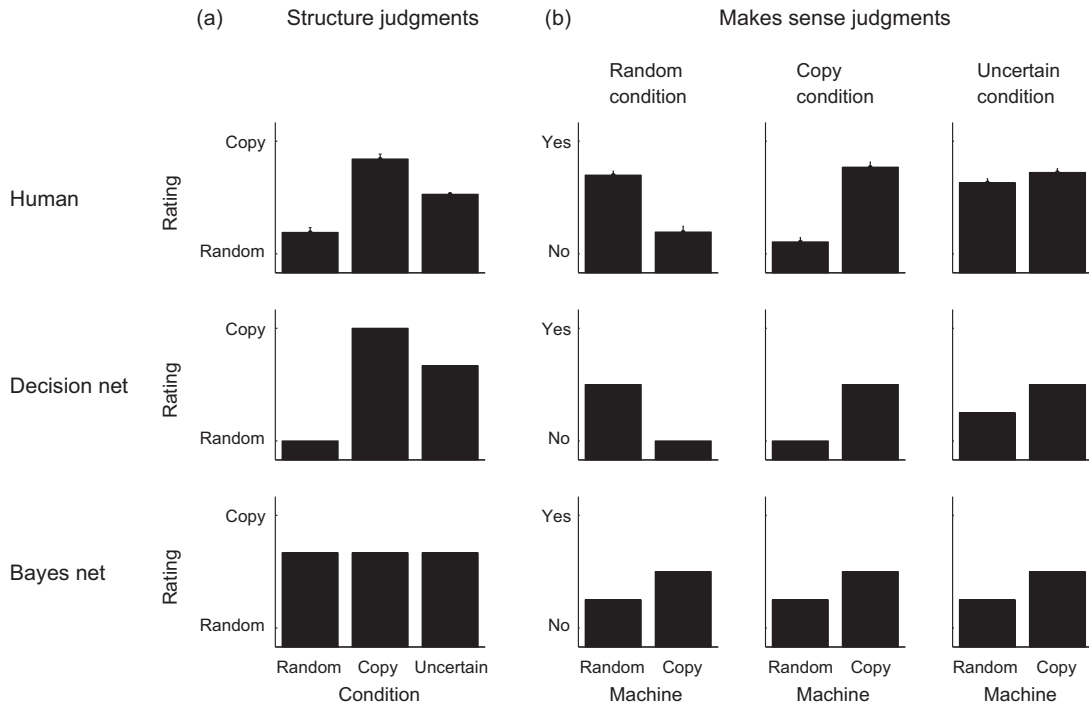 (a) Structure judgments (b) Makes sense judgments
Random condition
Copy condition
Uncertain condition
Human
Rating
Copy
Random
Yes
No
Decision net
Rating
Copy
Random
Yes
No
Bayes net
Rating
Copy
Random
Yes
No
Random Copy Uncertain
Condition
Random Copy
Machine
Random Copy
Machine
Random Copy
Machine